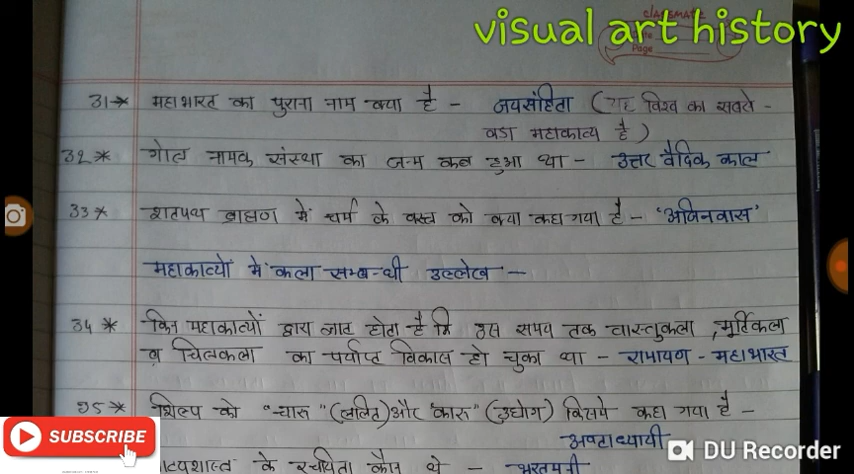 visual art history
classmate
Page
31* महाभारत का पुराना नाम क्या है - जयसंहिता (यह विश्व का सबसे -
बडा महाकाव्य है)
32* गोत्र नामक संस्था का जन्म कब हुआ था - उत्तर वैदिक काल
33* शतपथ ब्राह्मण में चर्म के वस्त्र को क्या कहा गया है - 'अजिनवास'
महाकाव्यों में कला सम्बन्धी उल्लेख -
34* किन महाकाव्यों द्वारा ज्ञात होता है कि इस समय तक वास्तुकला, मूर्तिकला
व चित्रकला का पर्याप्त विकास हो चुका था - रामायण - महाभारत
35* शिल्प को "चारू" (ललित) और "कारू" (उद्योग) किसमे कहा गया है -
अष्टाध्यायी
SUBSCRIBE
DU Recorder
के रचयिता कौन थे - भरतमुनी